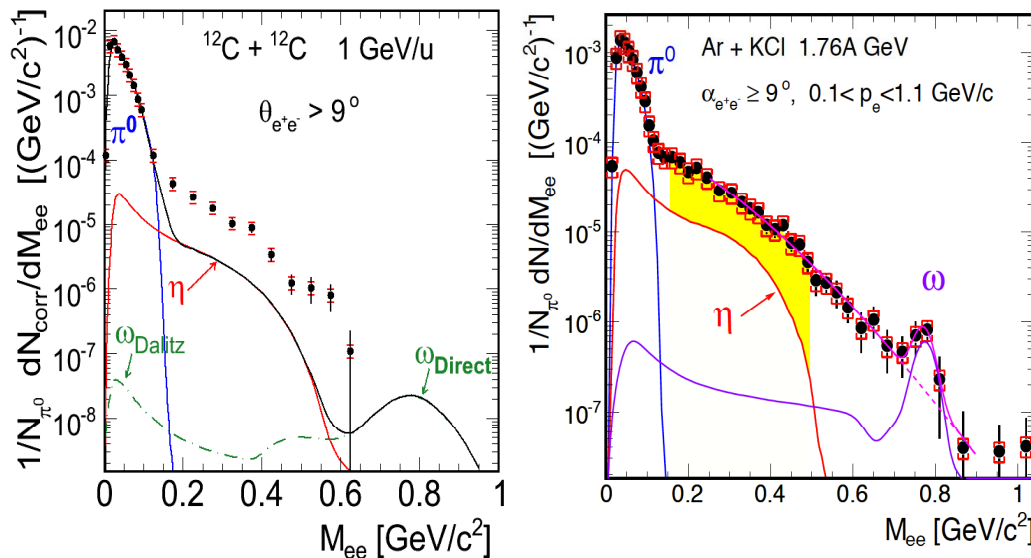 ¹²C + ¹²C 1 GeV/u
θe⁺e⁻ > 9°
π⁰
η
ωDalitz
ωDirect
1/Nπ⁰ dNcorr/dMee [(GeV/c²)⁻¹]
10⁻²
10⁻³
10⁻⁴
10⁻⁵
10⁻⁶
10⁻⁷
10⁻⁸
0 0.2 0.4 0.6 0.8 1
Mee [GeV/c²]
Ar + KCl 1.76A GeV
αe⁺e⁻ ≥ 9°, 0.1< pe<1.1 GeV/c
π⁰
η
ω
1/Nπ⁰ dN/dMee [(GeV/c²)⁻¹]
10⁻³
10⁻⁴
10⁻⁵
10⁻⁶
10⁻⁷
0 0.2 0.4 0.6 0.8 1
Mee [GeV/c²]